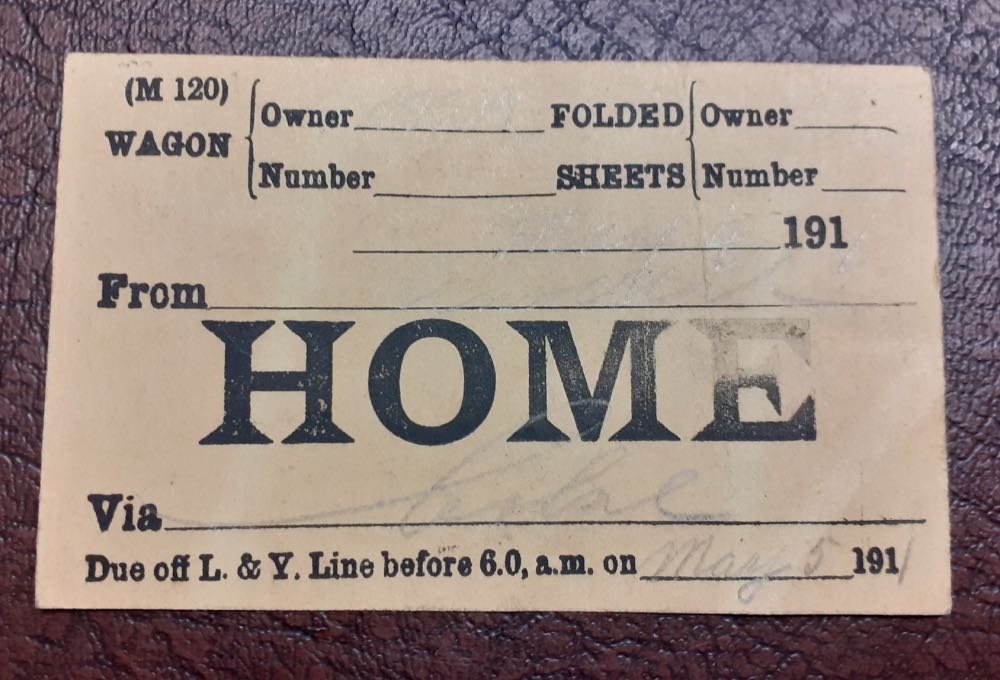 (M 120)
WAGON Owner FOLDED Owner
Number SHEETS Number
191
From
HOME
Via
Due off L. & Y. Line before 6.0, a.m. on May 5 1911